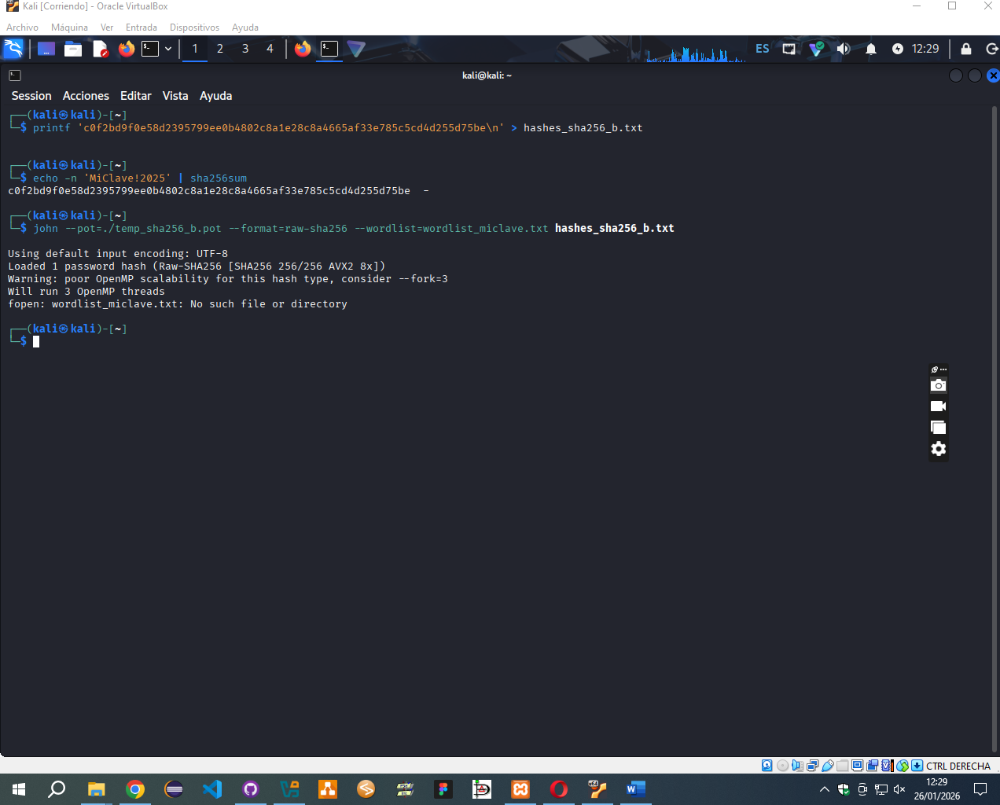 Kali [Corriendo] - Oracle VirtualBox
Archivo Máquina Ver Entrada Dispositivos Ayuda
1 2 3 4 ES 12:29
kali@kali: ~
Session Acciones Editar Vista Ayuda
┌──(kali㉿kali)-[~]
└─$ printf 'c0f2bd9f0e58d2395799ee0b4802c8a1e28c8a4665af33e785c5cd4d255d75be\n' > hashes_sha256_b.txt
┌──(kali㉿kali)-[~]
└─$ echo -n 'MiClave!2025' | sha256sum
c0f2bd9f0e58d2395799ee0b4802c8a1e28c8a4665af33e785c5cd4d255d75be  -
┌──(kali㉿kali)-[~]
└─$ john --pot=./temp_sha256_b.pot --format=raw-sha256 --wordlist=wordlist_miclave.txt hashes_sha256_b.txt
Using default input encoding: UTF-8
Loaded 1 password hash (Raw-SHA256 [SHA256 256/256 AVX2 8x])
Warning: poor OpenMP scalability for this hash type, consider --fork=3
Will run 3 OpenMP threads
fopen: wordlist_miclave.txt: No such file or directory
┌──(kali㉿kali)-[~]
└─$
CTRL DERECHA
12:29
26/01/2026